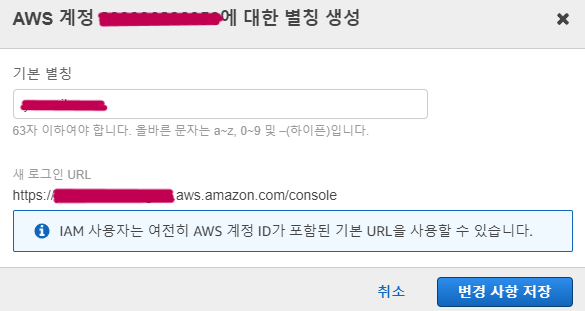 AWS 계정 에 대한 별칭 생성
기본 별칭
63자 이하여야 합니다. 올바른 문자는 a~z, 0~9 및 –(하이픈)입니다.
새 로그인 URL
https:// .aws.amazon.com/console
IAM 사용자는 여전히 AWS 계정 ID가 포함된 기본 URL을 사용할 수 있습니다.
취소
변경 사항 저장